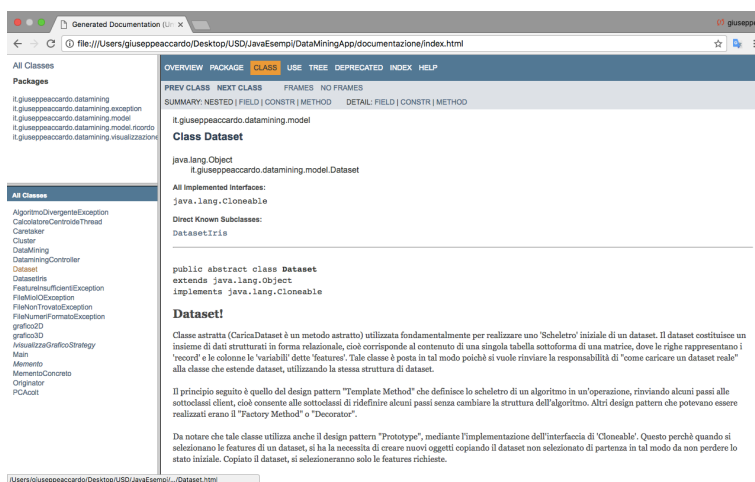 Generated Documentation (Un
giuseppe
file:///Users/giuseppeaccardo/Desktop/USD/JavaEsempi/DataMiningApp/documentazione/index.html
All Classes
Packages
it.giuseppeaccardo.datamining
it.giuseppeaccardo.datamining.exception
it.giuseppeaccardo.datamining.model
it.giuseppeaccardo.datamining.model.ricordo
it.giuseppeaccardo.datamining.visualizzazione
All Classes
AlgoritmoDivergenteException
CalcolatoreCentroideThread
Caretaker
Cluster
DataMining
DataminingController
Dataset
DatasetIris
FeatureInsufficientiException
FileMioIOException
FileNonTrovatoException
FileNumeriFormatoException
grafico2D
grafico3D
IvisualizzaGraficoStrategy
Main
Memento
MementoConcreto
Originator
PCAcolt
/Users/giuseppeaccardo/Desktop/USD/JavaEsempi/.../Dataset.html
OVERVIEW PACKAGE CLASS USE TREE DEPRECATED INDEX HELP
PREV CLASS NEXT CLASS FRAMES NO FRAMES
SUMMARY: NESTED | FIELD | CONSTR | METHOD DETAIL: FIELD | CONSTR | METHOD
it.giuseppeaccardo.datamining.model
Class Dataset
java.lang.Object
it.giuseppeaccardo.datamining.model.Dataset
All Implemented Interfaces:
java.lang.Cloneable
Direct Known Subclasses:
DatasetIris
public abstract class Dataset
extends java.lang.Object
implements java.lang.Cloneable
Dataset!
Classe astratta (CaricaDataset è un metodo astratto) utilizzata fondamentalmente per realizzare uno 'Scheletro' iniziale di un dataset. Il dataset costituisce un
insieme di dati strutturati in forma relazionale, cioè corrisponde al contenuto di una singola tabella sottoforma di una matrice, dove le righe rappresentano i
'record' e le colonne le 'variabili' dette 'features'. Tale classe è posta in tal modo poichè si vuole rinviare la responsabilità di "come caricare un dataset reale"
alla classe che estende dataset, utilizzando la stessa struttura di dataset.
Il principio seguito è quello del design pattern "Template Method" che definisce lo scheletro di un algoritmo in un'operazione, rinviando alcuni passi alle
sottoclassi client, cioè consente alle sottoclassi di ridefinire alcuni passi senza cambiare la struttura dell'algoritmo. Altri design pattern che potevano essere
realizzati erano il "Factory Method" o "Decorator".
Da notare che tale classe utilizza anche il design pattern "Prototype", mediante l'implementazione dell'interfaccia di 'Cloneable'. Questo perchè quando si
selezionano le features di un dataset, si ha la necessita di creare nuovi oggetti copiando il dataset non selezionato di partenza in tal modo da non perdere lo
stato iniziale. Copiato il dataset, si selezioneranno solo le features richieste.